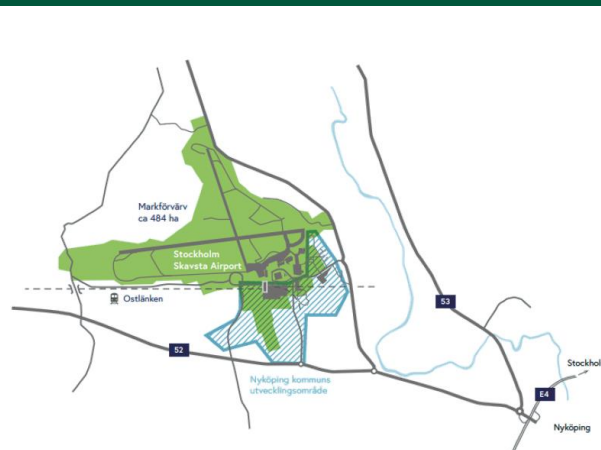 Markförvärv
ca 484 ha
Stockholm
Skavsta Airport
Ostlänken
53
52
Nyköping kommuns
utvecklingsområde
Stockhol
E4
Nyköping